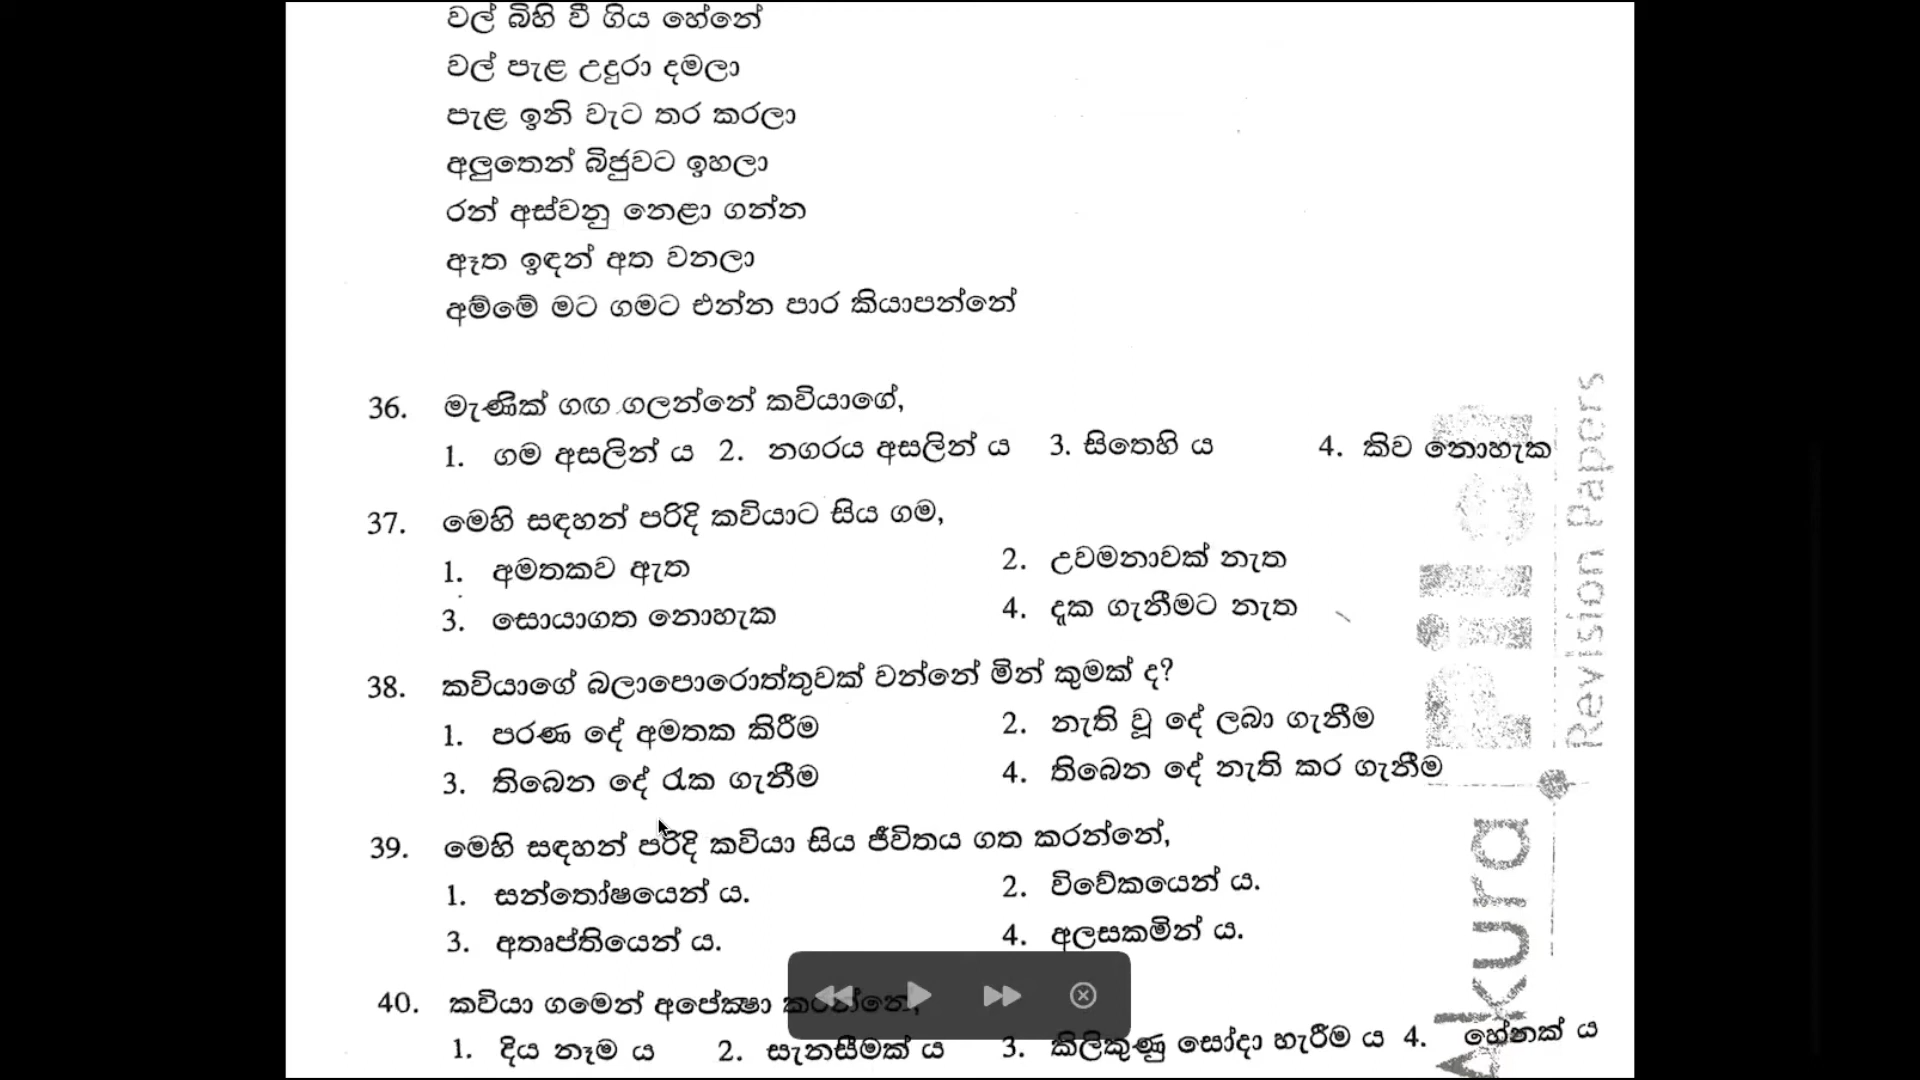 වල් බිහි වී ගිය හේනේ
වල් පැළ උදුරා දමලා
පැළ ඉනි වැට තර කරලා
අලුතෙන් බිජුවට ඉහලා
රන් අස්වනු නෙළා ගන්න
ඈත ඉඳන් අත වනලා
අම්මේ මට ගමට එන්න පාර කියාපන්නේ
36. මැණික් ගඟ ගලන්නේ කවියාගේ,
1. ගම අසලින් ය 2. නගරය අසලින් ය 3. සිතෙහි ය 4. කිව නොහැක
37. මෙහි සඳහන් පරිදි කවියාට සිය ගම,
1. අමතකව ඇත 2. උවමනාවක් නැත
3. සොයාගත නොහැක 4. දැක ගැනීමට නැත
38. කවියාගේ බලාපොරොත්තුවක් වන්නේ මින් කුමක් ද?
1. පරණ දේ අමතක කිරීම 2. නැති වූ දේ ලබා ගැනීම
3. තිබෙන දේ රැක ගැනීම 4. තිබෙන දේ නැති කර ගැනීම
39. මෙහි සඳහන් පරිදි කවියා සිය ජීවිතය ගත කරන්නේ,
1. සන්තෝෂයෙන් ය. 2. විවේකයෙන් ය.
3. අතෘප්තියෙන් ය. 4. අලසකමින් ය.
40. කවියා ගමෙන් අපේක්ෂා කරන්නේ,
1. දිය නෑම ය 2. සැනසීමක් ය 3. කිලිකුණු සෝදා හැරීම ය 4. හේනක් ය
Akura Pilot
Revision Papers